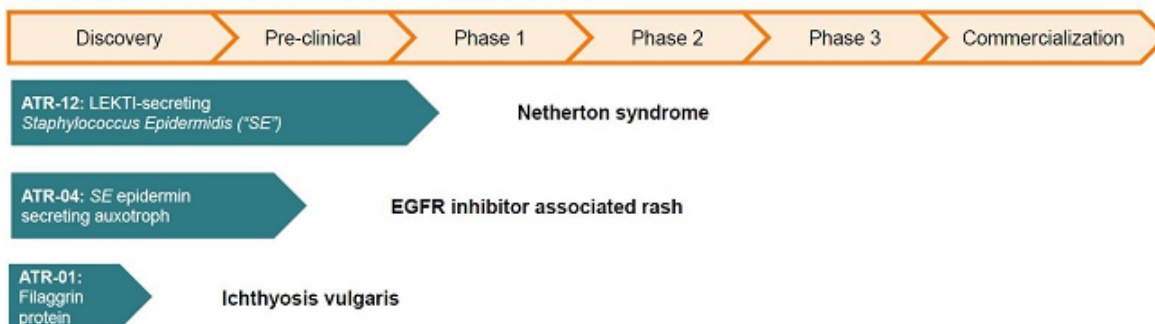 Discovery
Pre-clinical
Phase 1
Phase 2
Phase 3
Commercialization
ATR-12: LEKTI-secreting
Staphylococcus Epidermidis ("SE")
Netherton syndrome
ATR-04: SE epidermin
secreting auxotroph
EGFR inhibitor associated rash
ATR-01:
Filaggrin
protein
Ichthyosis vulgaris